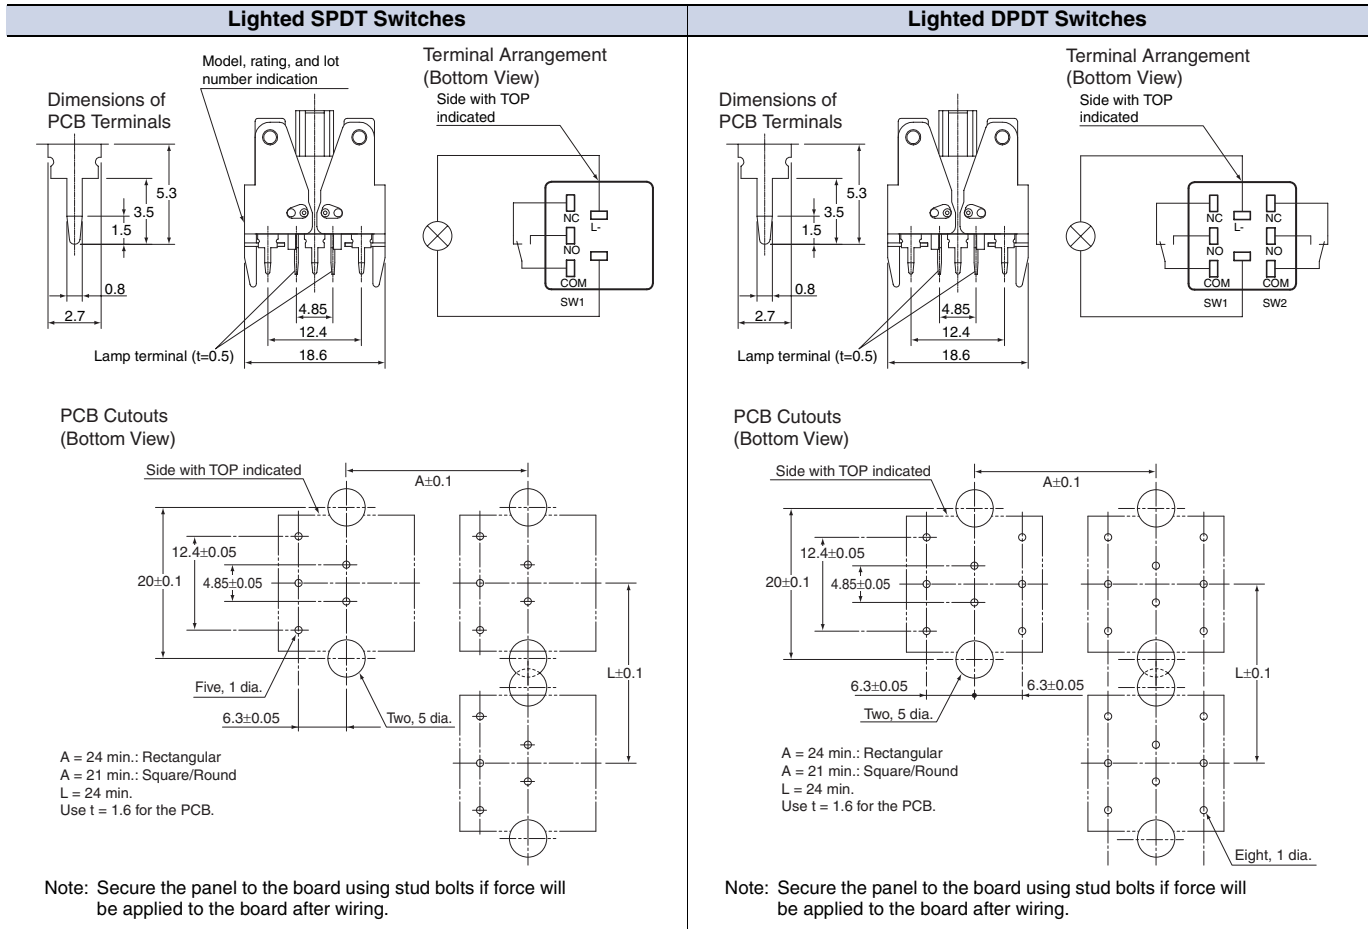 Lighted SPDT Switches
Model, rating, and lot
number indication
Terminal Arrangement
(Bottom View)
Side with TOP
indicated
Dimensions of
PCB Terminals
5.3
3.5
1.5
0.8
2.7
NC
L-
NO
COM
SW1
4.85
12.4
18.6
Lamp terminal (t=0.5)
PCB Cutouts
(Bottom View)
Side with TOP indicated
A±0.1
12.4±0.05
20±0.1
4.85±0.05
L±0.1
Five, 1 dia.
6.3±0.05
Two, 5 dia.
A = 24 min.: Rectangular
A = 21 min.: Square/Round
L = 24 min.
Use t = 1.6 for the PCB.
Note: Secure the panel to the board using stud bolts if force will
be applied to the board after wiring.
Lighted DPDT Switches
Terminal Arrangement
(Bottom View)
Side with TOP
indicated
Dimensions of
PCB Terminals
5.3
3.5
1.5
0.8
2.7
NC
L-
NC
NO
NO
COM
COM
SW1
SW2
4.85
12.4
18.6
Lamp terminal (t=0.5)
PCB Cutouts
(Bottom View)
Side with TOP indicated
A±0.1
12.4±0.05
20±0.1
4.85±0.05
L±0.1
6.3±0.05
6.3±0.05
Two, 5 dia.
A = 24 min.: Rectangular
A = 21 min.: Square/Round
L = 24 min.
Use t = 1.6 for the PCB.
Eight, 1 dia.
Note: Secure the panel to the board using stud bolts if force will
be applied to the board after wiring.